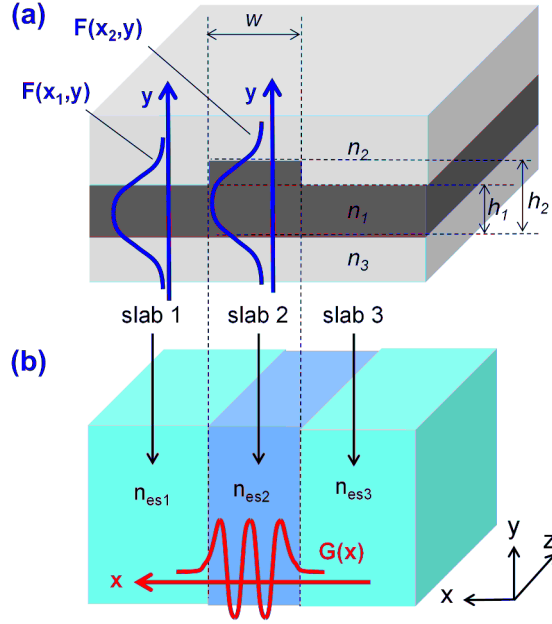 (a)
w
F(x₂,y)
F(x₁,y)
y
y
n₂
n₁
h₁
h₂
n₃
slab 1
slab 2
slab 3
(b)
nₑₛ₁
nₑₛ₂
nₑₛ₃
G(x)
x
y
z
x